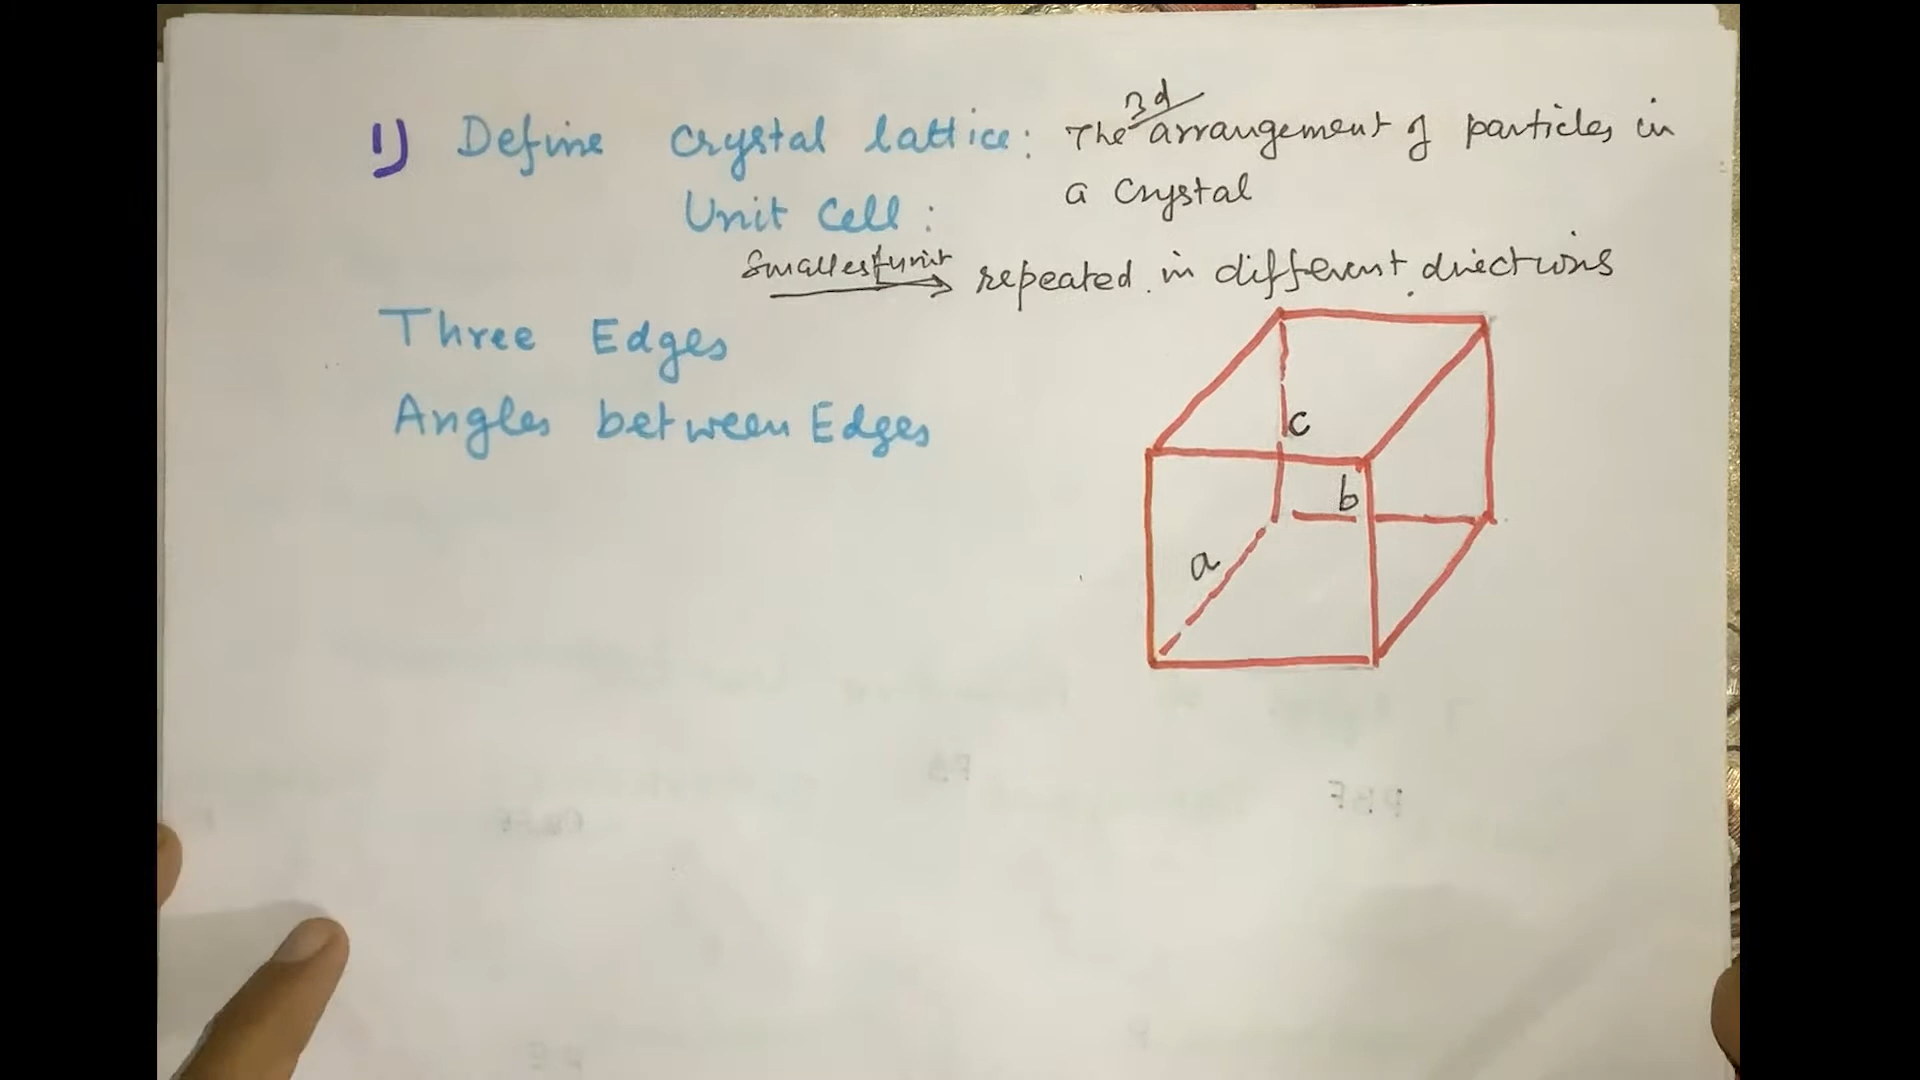 3d
1) Define Crystal lattice: The arrangement of particles in
a Crystal
Unit Cell:
Smallest unit repeated in different directions
Three Edges
Angles between Edges
c
b
a